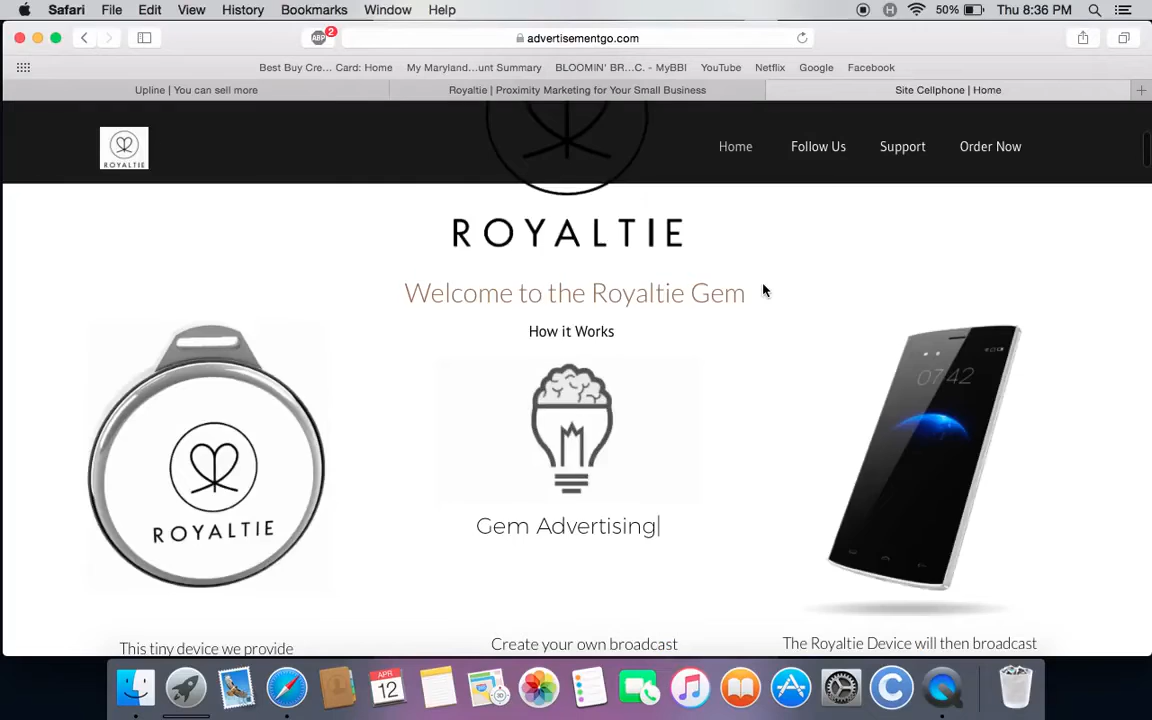 Safari File Edit View History Bookmarks Window Help H 50% Thu 8:36 PM
ABP 2 advertisementgo.com
Best Buy Cre... Card: Home My Maryland...unt Summary BLOOMIN' BR...C. - MyBBI YouTube Netflix Google Facebook
Upline | You can sell more Royaltie | Proximity Marketing for Your Small Business Site Cellphone | Home
ROYALTIE Home Follow Us Support Order Now
ROYALTIE
Welcome to the Royaltie Gem
How it Works
07:42
ROYALTIE
Gem Advertising|
This tiny device we provide
Create your own broadcast
The Royaltie Device will then broadcast
APR
12